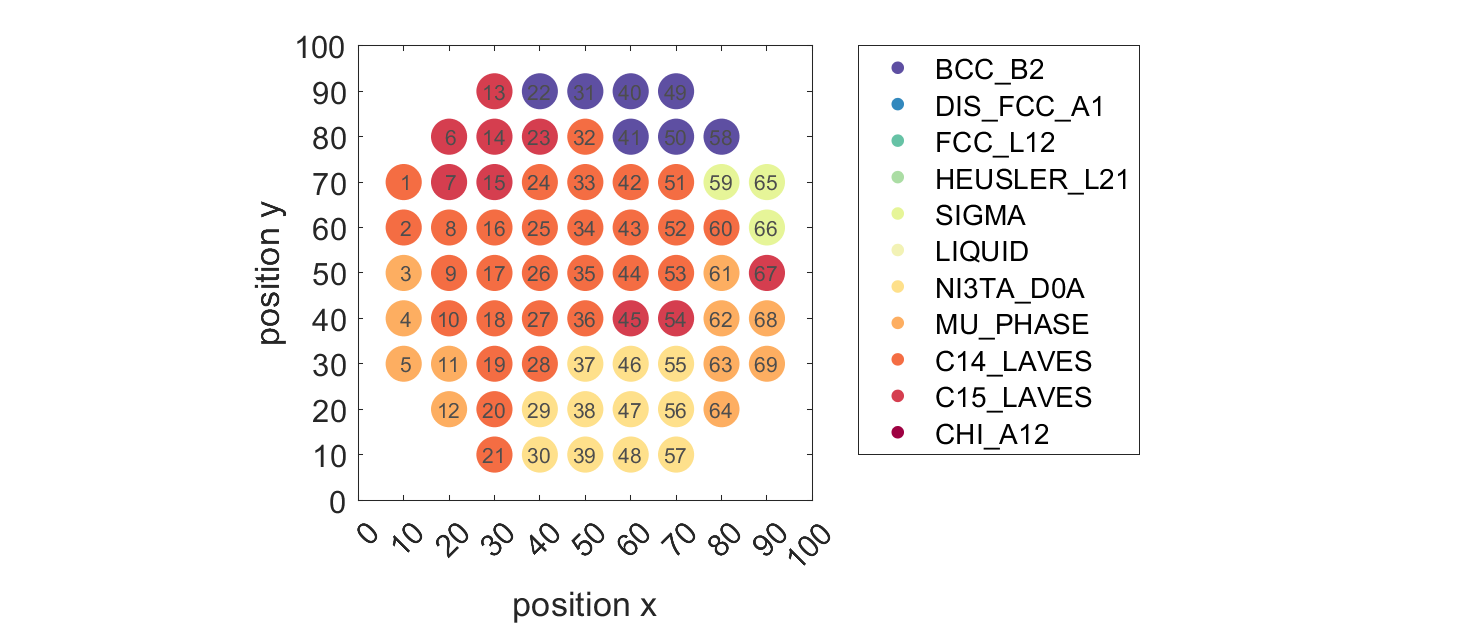 100
90
80
70
60
50
40
30
20
10
0
position y
13 22 31 40 49
6 14 23 32 41 50 58
1 7 15 24 33 42 51 59 65
2 8 16 25 34 43 52 60 66
3 9 17 26 35 44 53 61 67
4 10 18 27 36 45 54 62 68
5 11 19 28 37 46 55 63 69
12 20 29 38 47 56 64
21 30 39 48 57
0 10 20 30 40 50 60 70 80 90 100
position x
BCC_B2
DIS_FCC_A1
FCC_L12
HEUSLER_L21
SIGMA
LIQUID
NI3TA_D0A
MU_PHASE
C14_LAVES
C15_LAVES
CHI_A12